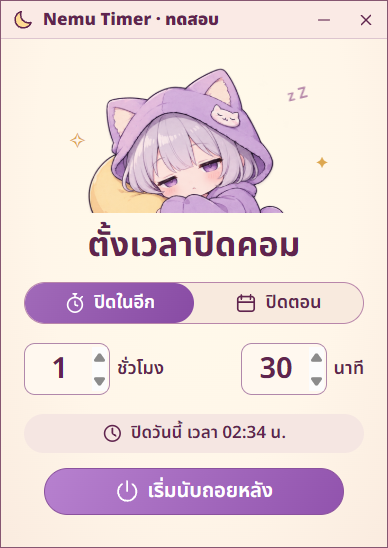 Nemu Timer · ทดสอบ
z Z
ตั้งเวลาปิดคอม
ปิดในอีก ปิดตอน
1 ชั่วโมง 30 นาที
ปิดวันนี้ เวลา 02:34 น.
เริ่มนับถอยหลัง